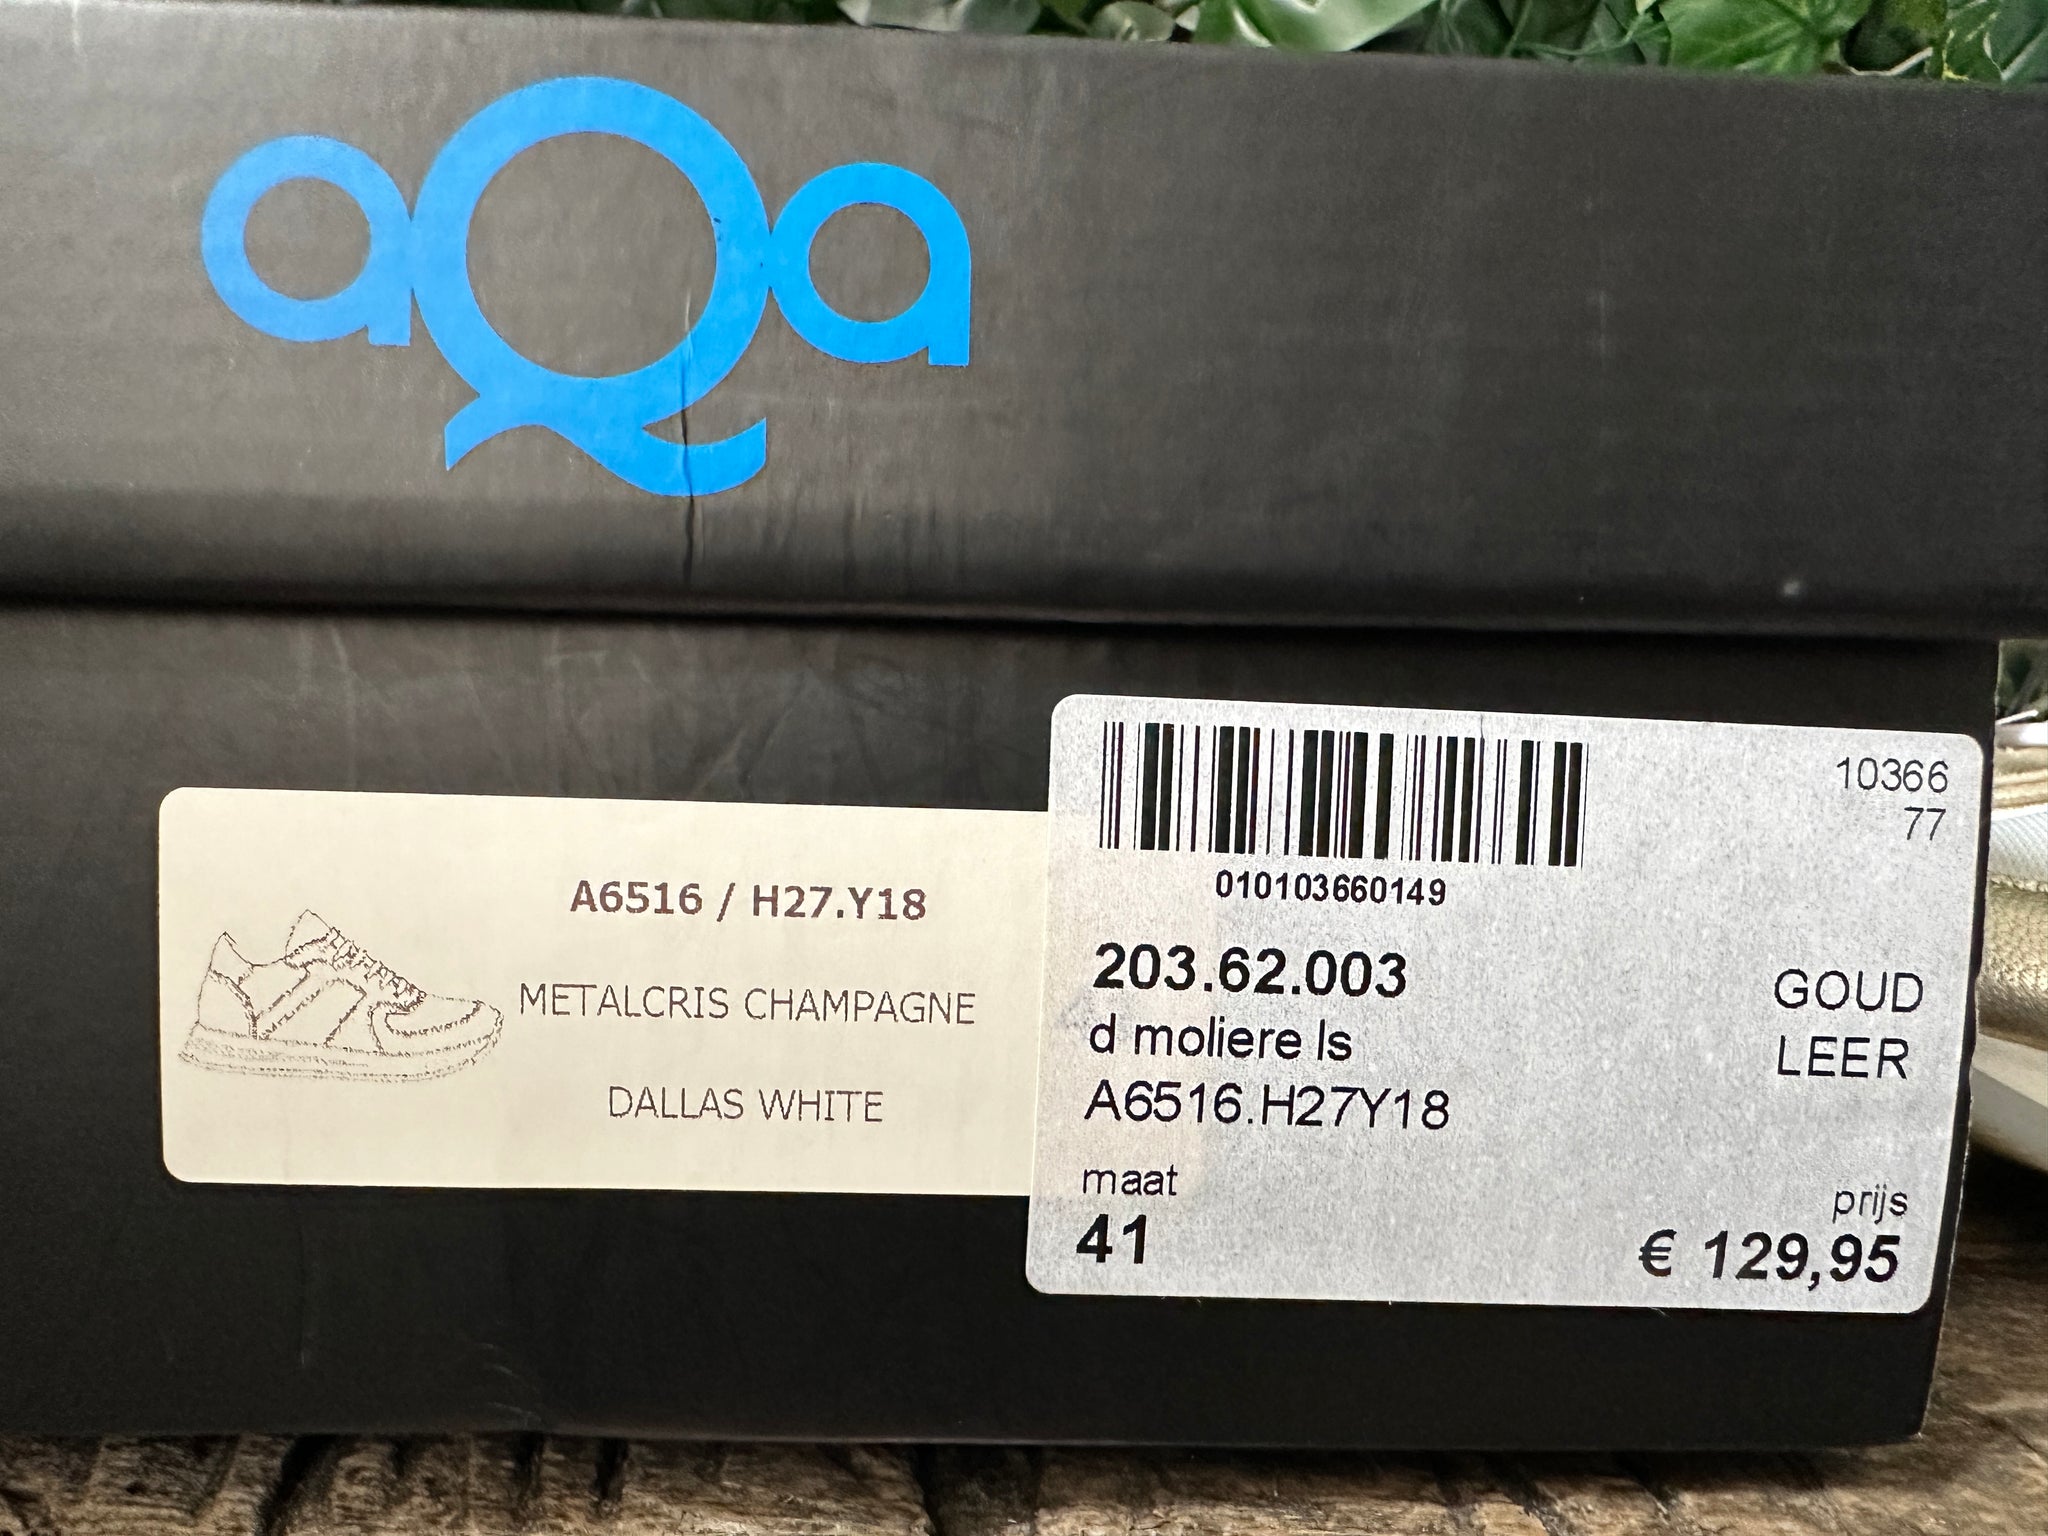 aQa
A6516 / H27.Y18
METALCRIS CHAMPAGNE
DALLAS WHITE
10366
77
010103660149
203.62.003
GOUD
d moliere ls
LEER
A6516.H27Y18
maat
41
prijs
€ 129,95